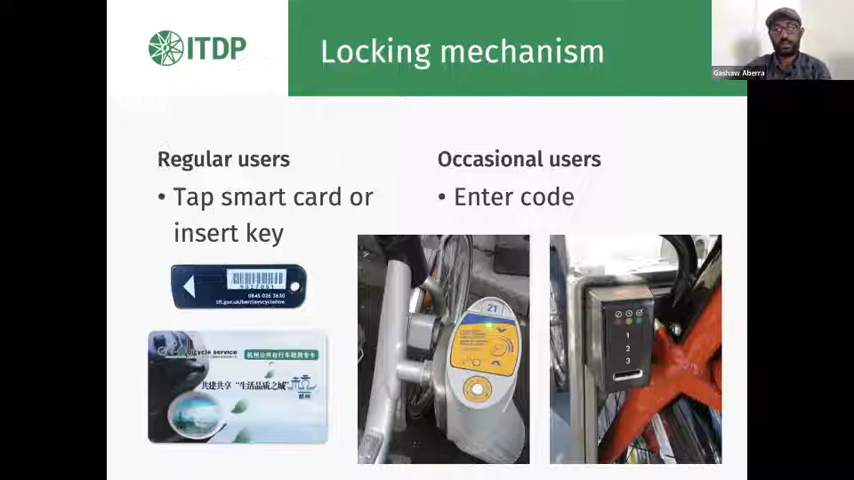 ITDP
Locking mechanism
Gashaw Aberra
Regular users
• Tap smart card or
insert key
Occasional users
• Enter code
0845 026 3630
tfl.gov.uk/barclayscyclehire
bicycle service
杭州公共自行车租用专卡
共建共享“生活品质之城”
杭州
21
1
2
3